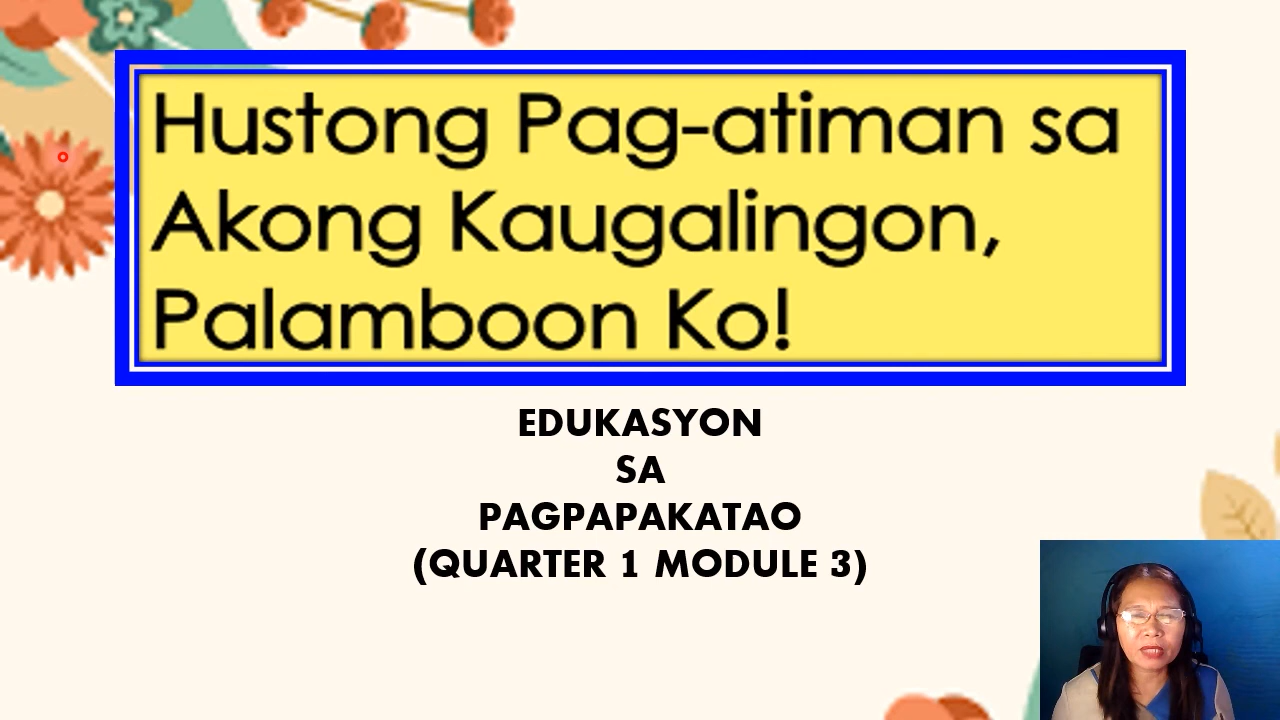 Hustong Pag-atiman sa
Akong Kaugalingon,
Palamboon Ko!
EDUKASYON
SA
PAGPAPAKATAO
(QUARTER 1 MODULE 3)